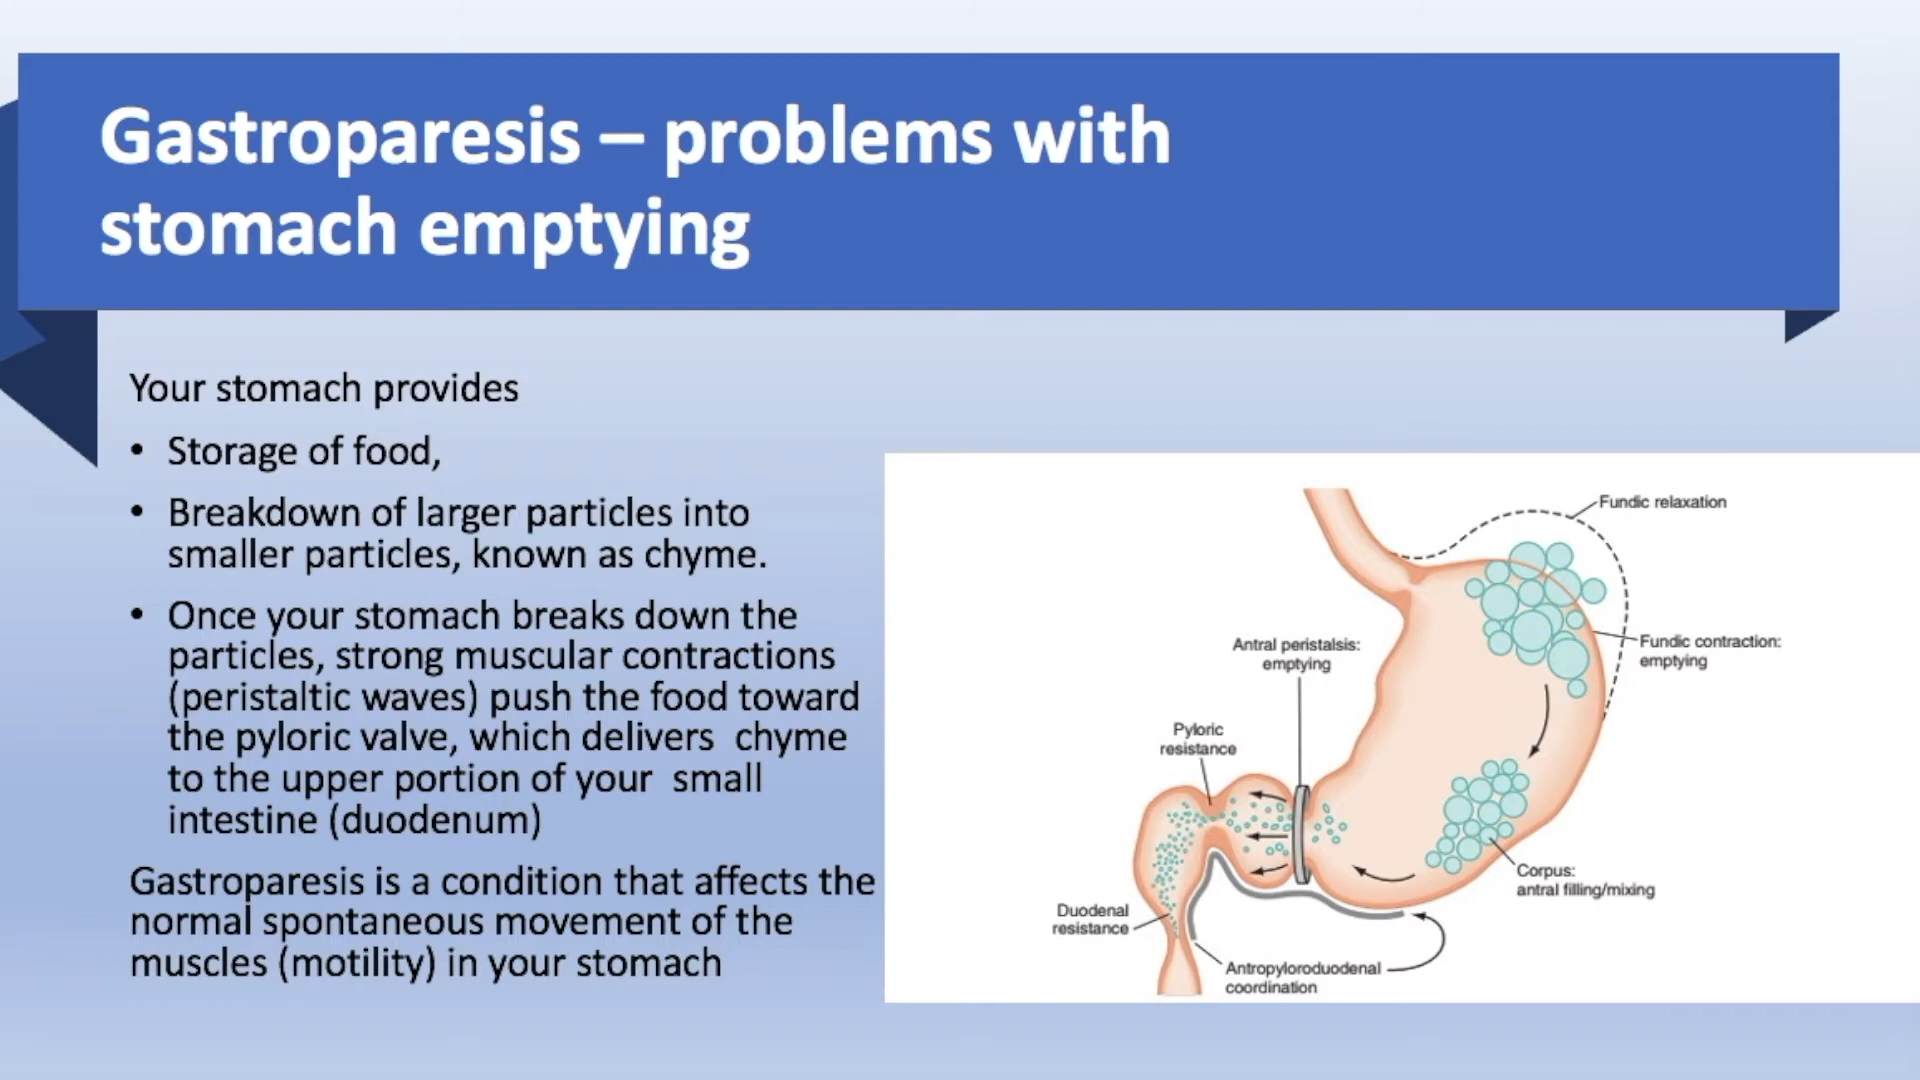 Gastroparesis – problems with
stomach emptying
Your stomach provides
• Storage of food,
• Breakdown of larger particles into
smaller particles, known as chyme.
• Once your stomach breaks down the
particles, strong muscular contractions
(peristaltic waves) push the food toward
the pyloric valve, which delivers  chyme
to the upper portion of your  small
intestine (duodenum)
Gastroparesis is a condition that affects the
normal spontaneous movement of the
muscles (motility) in your stomach
Fundic relaxation
Fundic contraction:
emptying
Antral peristalsis:
emptying
Pyloric
resistance
Corpus:
antral filling/mixing
Duodenal
resistance
Antropyloroduodenal
coordination